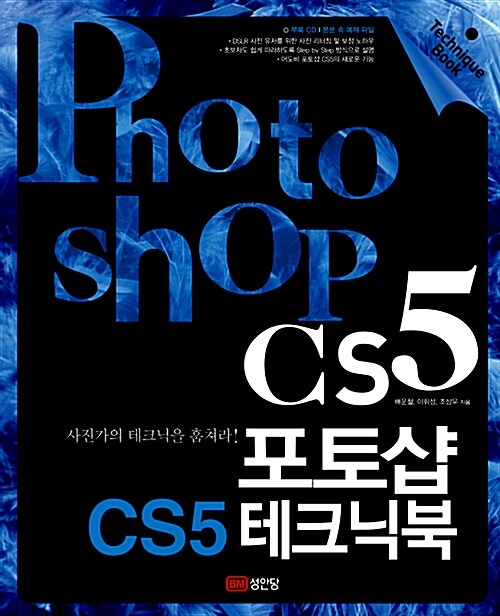 부록 CD | 본문 속 예제 파일
• DSLR 사진 유저를 위한 사진 리터칭 및 보정 노하우
• 초보자도 쉽게 따라하도록 Step by Step 방식으로 설명
• 어도비 포토샵 CS5의 새로운 기능
Technique
Book
Photo
shop
CS5
배운철, 이휘성, 조상우 지음
사진가의 테크닉을 훔쳐라!
포토샵
CS5 테크닉북
BM 성안당